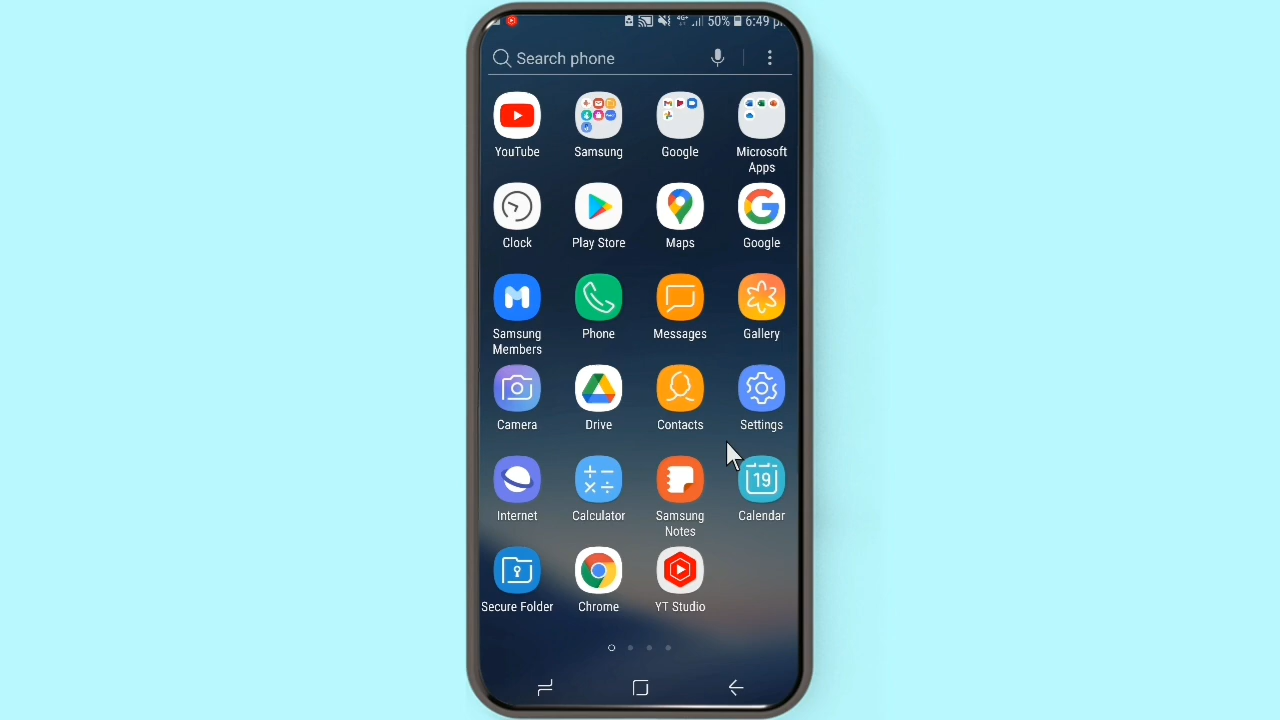 50% 6:49 p
Search phone
YouTube
Samsung
Google
Microsoft
Apps
Clock
Play Store
Maps
Google
Samsung
Members
Phone
Messages
Gallery
Camera
Drive
Contacts
Settings
Internet
Calculator
Samsung
Notes
19
Calendar
Secure Folder
Chrome
YT Studio